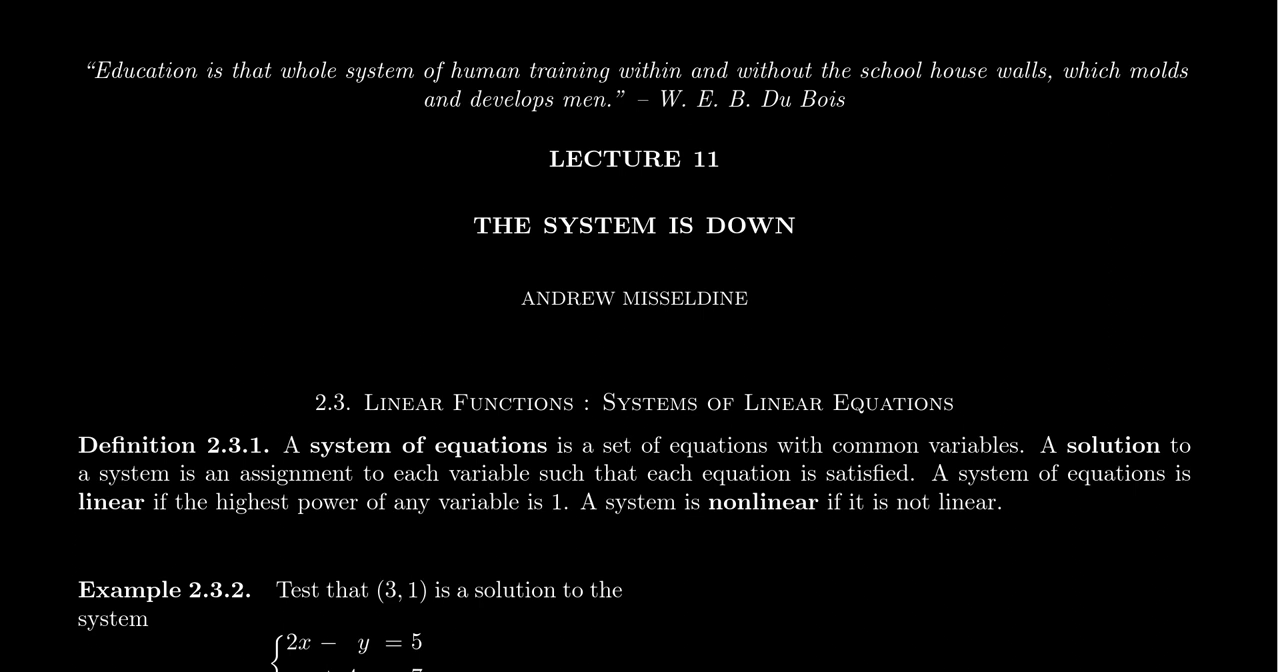 “Education is that whole system of human training within and without the school house walls, which molds
and develops men.” – W. E. B. Du Bois
LECTURE 11
THE SYSTEM IS DOWN
ANDREW MISSELDINE
2.3. Linear Functions : Systems of Linear Equations
Definition 2.3.1. A system of equations is a set of equations with common variables. A solution to
a system is an assignment to each variable such that each equation is satisfied. A system of equations is
linear if the highest power of any variable is 1. A system is nonlinear if it is not linear.
Example 2.3.2. Test that (3, 1) is a solution to the
system
2x − y = 5